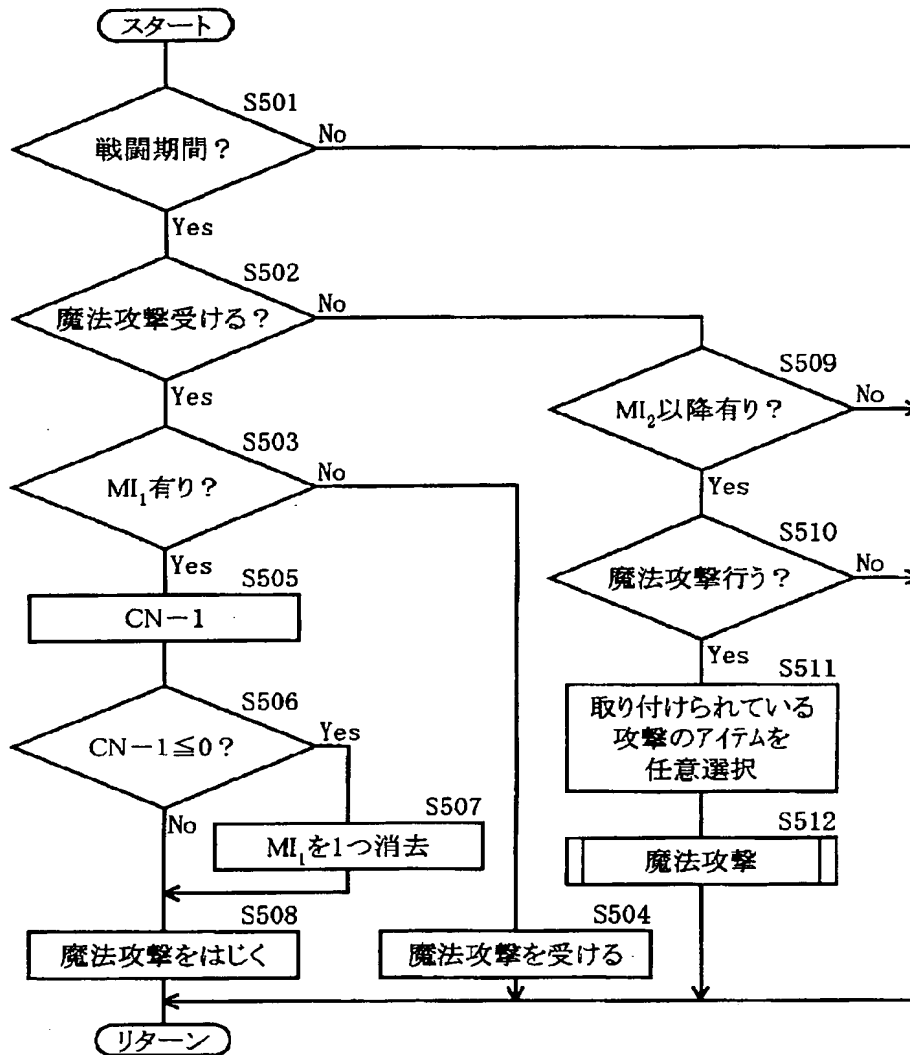 スタート
S501
戦闘期間？
No
Yes
S502
魔法攻撃受ける？
No
Yes
S503
MI₁有り？
No
Yes
S505
CN－1
S506
CN－1≦0？
Yes
No
S507
MI₁を1つ消去
S508
魔法攻撃をはじく
S504
魔法攻撃を受ける
S509
MI₂以降有り？
No
Yes
S510
魔法攻撃行う？
No
Yes
S511
取り付けられている
攻撃のアイテムを
任意選択
S512
魔法攻撃
リターン